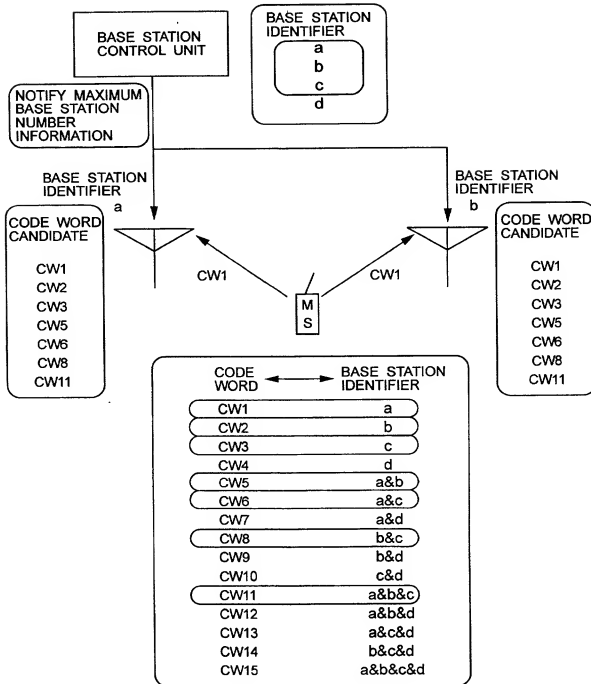 BASE STATION
CONTROL UNIT
BASE STATION
IDENTIFIER
a
b
c
d
NOTIFY MAXIMUM
BASE STATION
NUMBER
INFORMATION
BASE STATION
IDENTIFIER
a
BASE STATION
IDENTIFIER
b
CODE WORD
CANDIDATE
CW1
CW2
CW3
CW5
CW6
CW8
CW11
CW1
CW1
M
S
CODE WORD
CANDIDATE
CW1
CW2
CW3
CW5
CW6
CW8
CW11
CODE WORD
BASE STATION IDENTIFIER
CW1 a
CW2 b
CW3 c
CW4 d
CW5 a&b
CW6 a&c
CW7 a&d
CW8 b&c
CW9 b&d
CW10 c&d
CW11 a&b&c
CW12 a&b&d
CW13 a&c&d
CW14 b&c&d
CW15 a&b&c&d